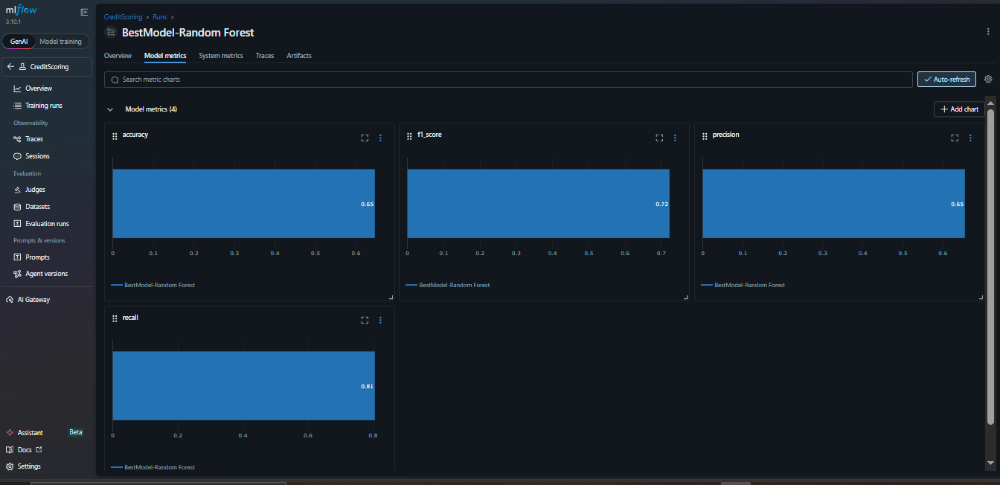 mlflow
3.10.1
GenAI Model training
CreditScoring
Overview
Training runs
Observability
Traces
Sessions
Evaluation
Judges
Datasets
Evaluation runs
Prompts & versions
Prompts
Agent versions
AI Gateway
Assistant Beta
Docs
Settings
CreditScoring › Runs ›
BestModel-Random Forest
Overview Model metrics System metrics Traces Artifacts
Search metric charts
Auto-refresh
Model metrics (4)
Add chart
accuracy
0.65
0 0.1 0.2 0.3 0.4 0.5 0.6
BestModel-Random Forest
f1_score
0.72
0 0.1 0.2 0.3 0.4 0.5 0.6 0.7
BestModel-Random Forest
precision
0.65
0 0.1 0.2 0.3 0.4 0.5 0.6
BestModel-Random Forest
recall
0.81
0 0.2 0.4 0.6 0.8
BestModel-Random Forest